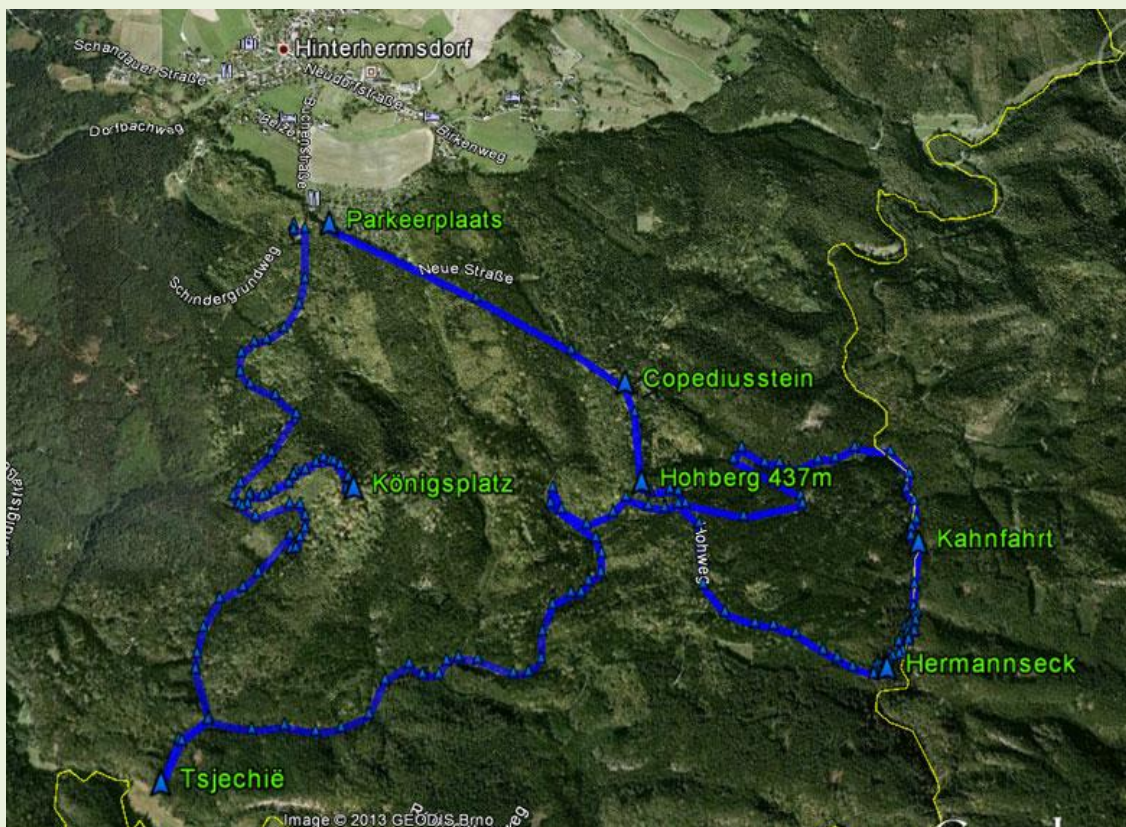 Hinterhermsdorf
Schandauer Straße
Neudorfstraße
Beize
Buchenstraße
Birkenweg
Dorfbachweg
Parkeerplaats
Schindergrundweg
Neue Straße
Copediusstein
Königsplatz
Hohberg 437m
Kahnfahrt
Hohweg
Hermannseck
Tsjechië
Image © 2013 GEODIS Brno